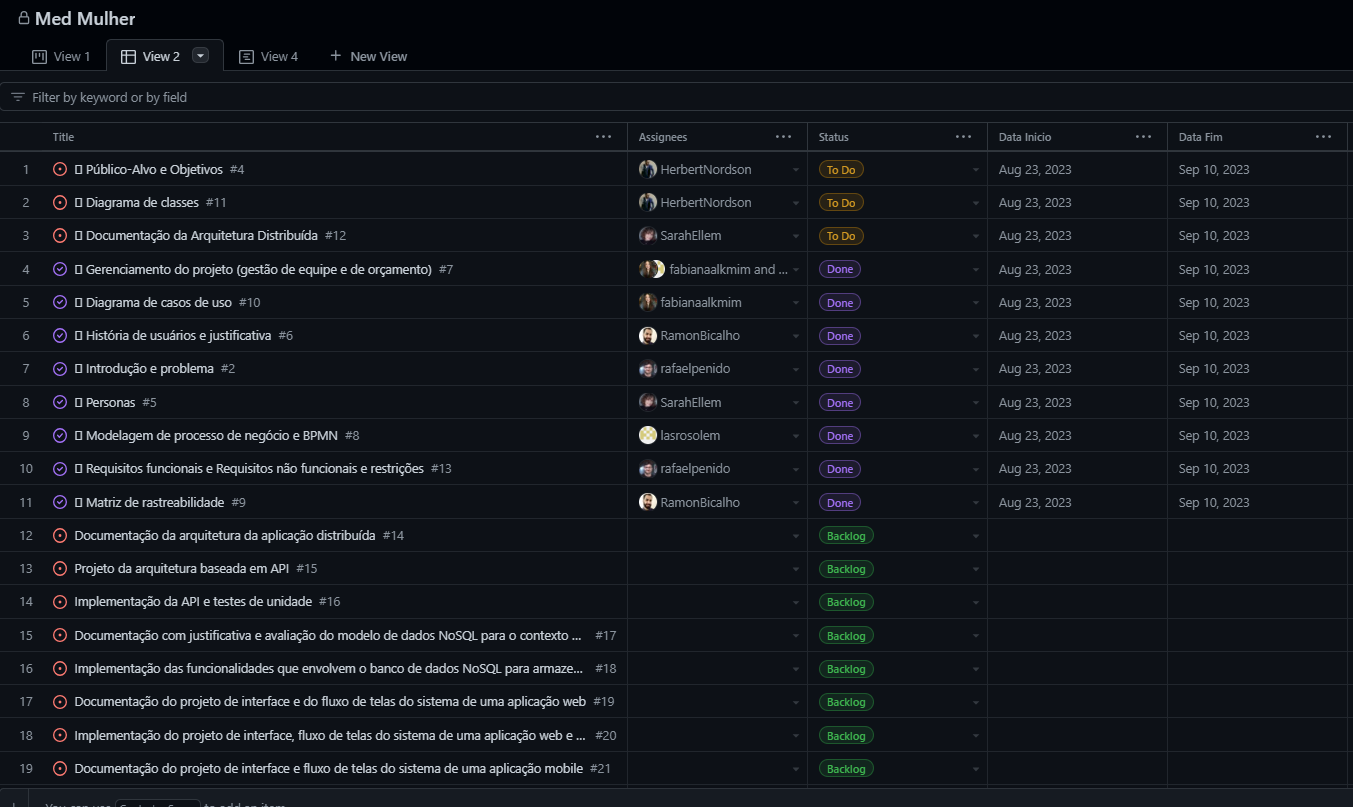 Med Mulher
View 1 View 2 View 4 New View
Filter by keyword or by field
Title Assignees Status Data Inicio Data Fim
1 Público-Alvo e Objetivos #4 HerbertNordson To Do Aug 23, 2023 Sep 10, 2023
2 Diagrama de classes #11 HerbertNordson To Do Aug 23, 2023 Sep 10, 2023
3 Documentação da Arquitetura Distribuída #12 SarahEllem To Do Aug 23, 2023 Sep 10, 2023
4 Gerenciamento do projeto (gestão de equipe e de orçamento) #7 fabianaalkmim and ... Done Aug 23, 2023 Sep 10, 2023
5 Diagrama de casos de uso #10 fabianaalkmim Done Aug 23, 2023 Sep 10, 2023
6 História de usuários e justificativa #6 RamonBicalho Done Aug 23, 2023 Sep 10, 2023
7 Introdução e problema #2 rafaelpenido Done Aug 23, 2023 Sep 10, 2023
8 Personas #5 SarahEllem Done Aug 23, 2023 Sep 10, 2023
9 Modelagem de processo de negócio e BPMN #8 lasrosolem Done Aug 23, 2023 Sep 10, 2023
10 Requisitos funcionais e Requisitos não funcionais e restrições #13 rafaelpenido Done Aug 23, 2023 Sep 10, 2023
11 Matriz de rastreabilidade #9 RamonBicalho Done Aug 23, 2023 Sep 10, 2023
12 Documentação da arquitetura da aplicação distribuída #14 Backlog
13 Projeto da arquitetura baseada em API #15 Backlog
14 Implementação da API e testes de unidade #16 Backlog
15 Documentação com justificativa e avaliação do modelo de dados NoSQL para o contexto ... #17 Backlog
16 Implementação das funcionalidades que envolvem o banco de dados NoSQL para armaze... #18 Backlog
17 Documentação do projeto de interface e do fluxo de telas do sistema de uma aplicação web #19 Backlog
18 Implementação do projeto de interface, fluxo de telas do sistema de uma aplicação web e ... #20 Backlog
19 Documentação do projeto de interface e fluxo de telas do sistema de uma aplicação mobile #21 Backlog
You can use to add an item